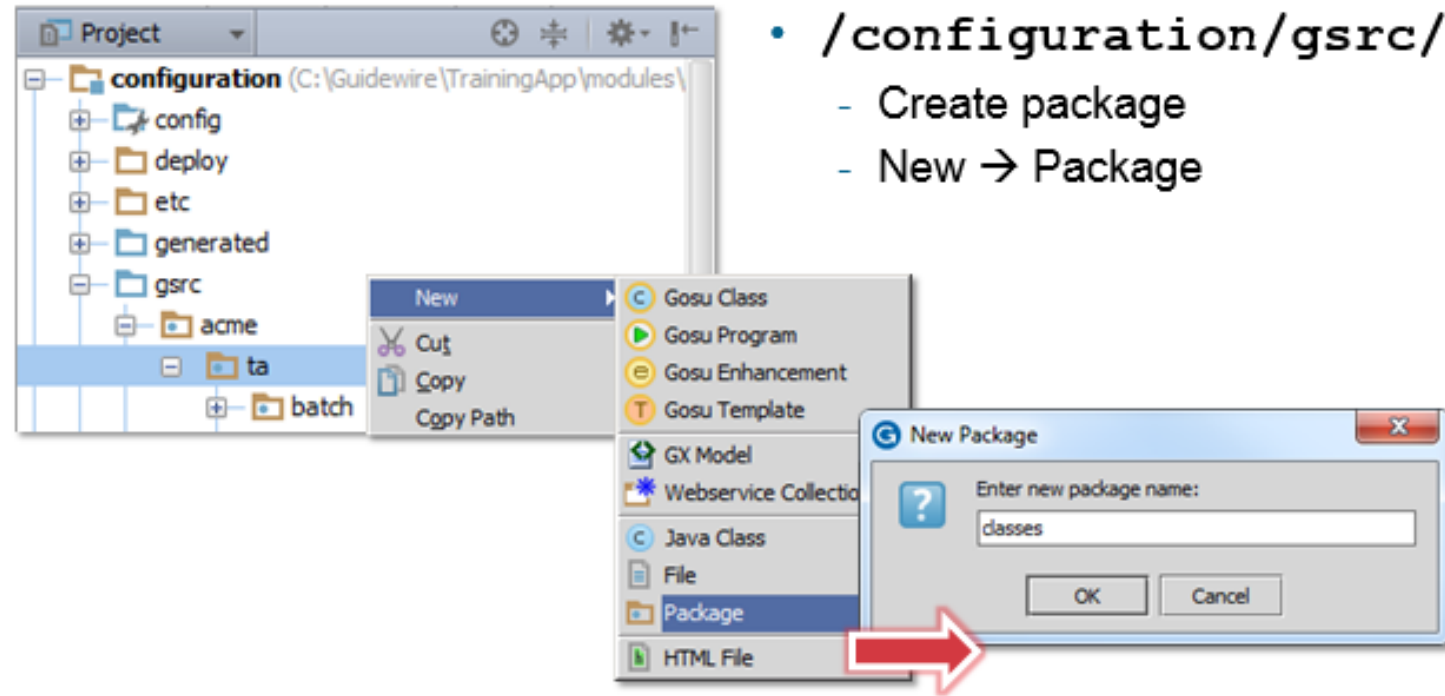 Project
configuration (C:\Guidewire\TrainingApp\modules\
config
deploy
etc
generated
gsrc
acme
ta
batch
New
Cut
Copy
Copy Path
Gosu Class
Gosu Program
Gosu Enhancement
Gosu Template
GX Model
Webservice Collectio
Java Class
File
Package
HTML File
New Package
Enter new package name:
classes
OK
Cancel
• /configuration/gsrc/
- Create package
- New → Package